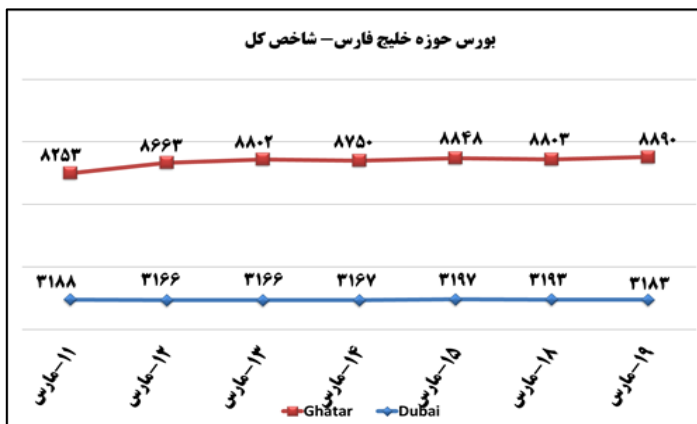 بورس حوزه خلیج فارس– شاخص کل
۸۲۵۳ ۸۶۶۳ ۸۸۰۲ ۸۷۵۰ ۸۸۴۸ ۸۸۰۳ ۸۸۹۰
۳۱۸۸ ۳۱۶۶ ۳۱۶۶ ۳۱۶۷ ۳۱۹۷ ۳۱۹۳ ۳۱۸۳
۱۱-مارس ۱۲-مارس ۱۳-مارس ۱۴-مارس ۱۵-مارس ۱۸-مارس ۱۹-مارس
Ghatar Dubai